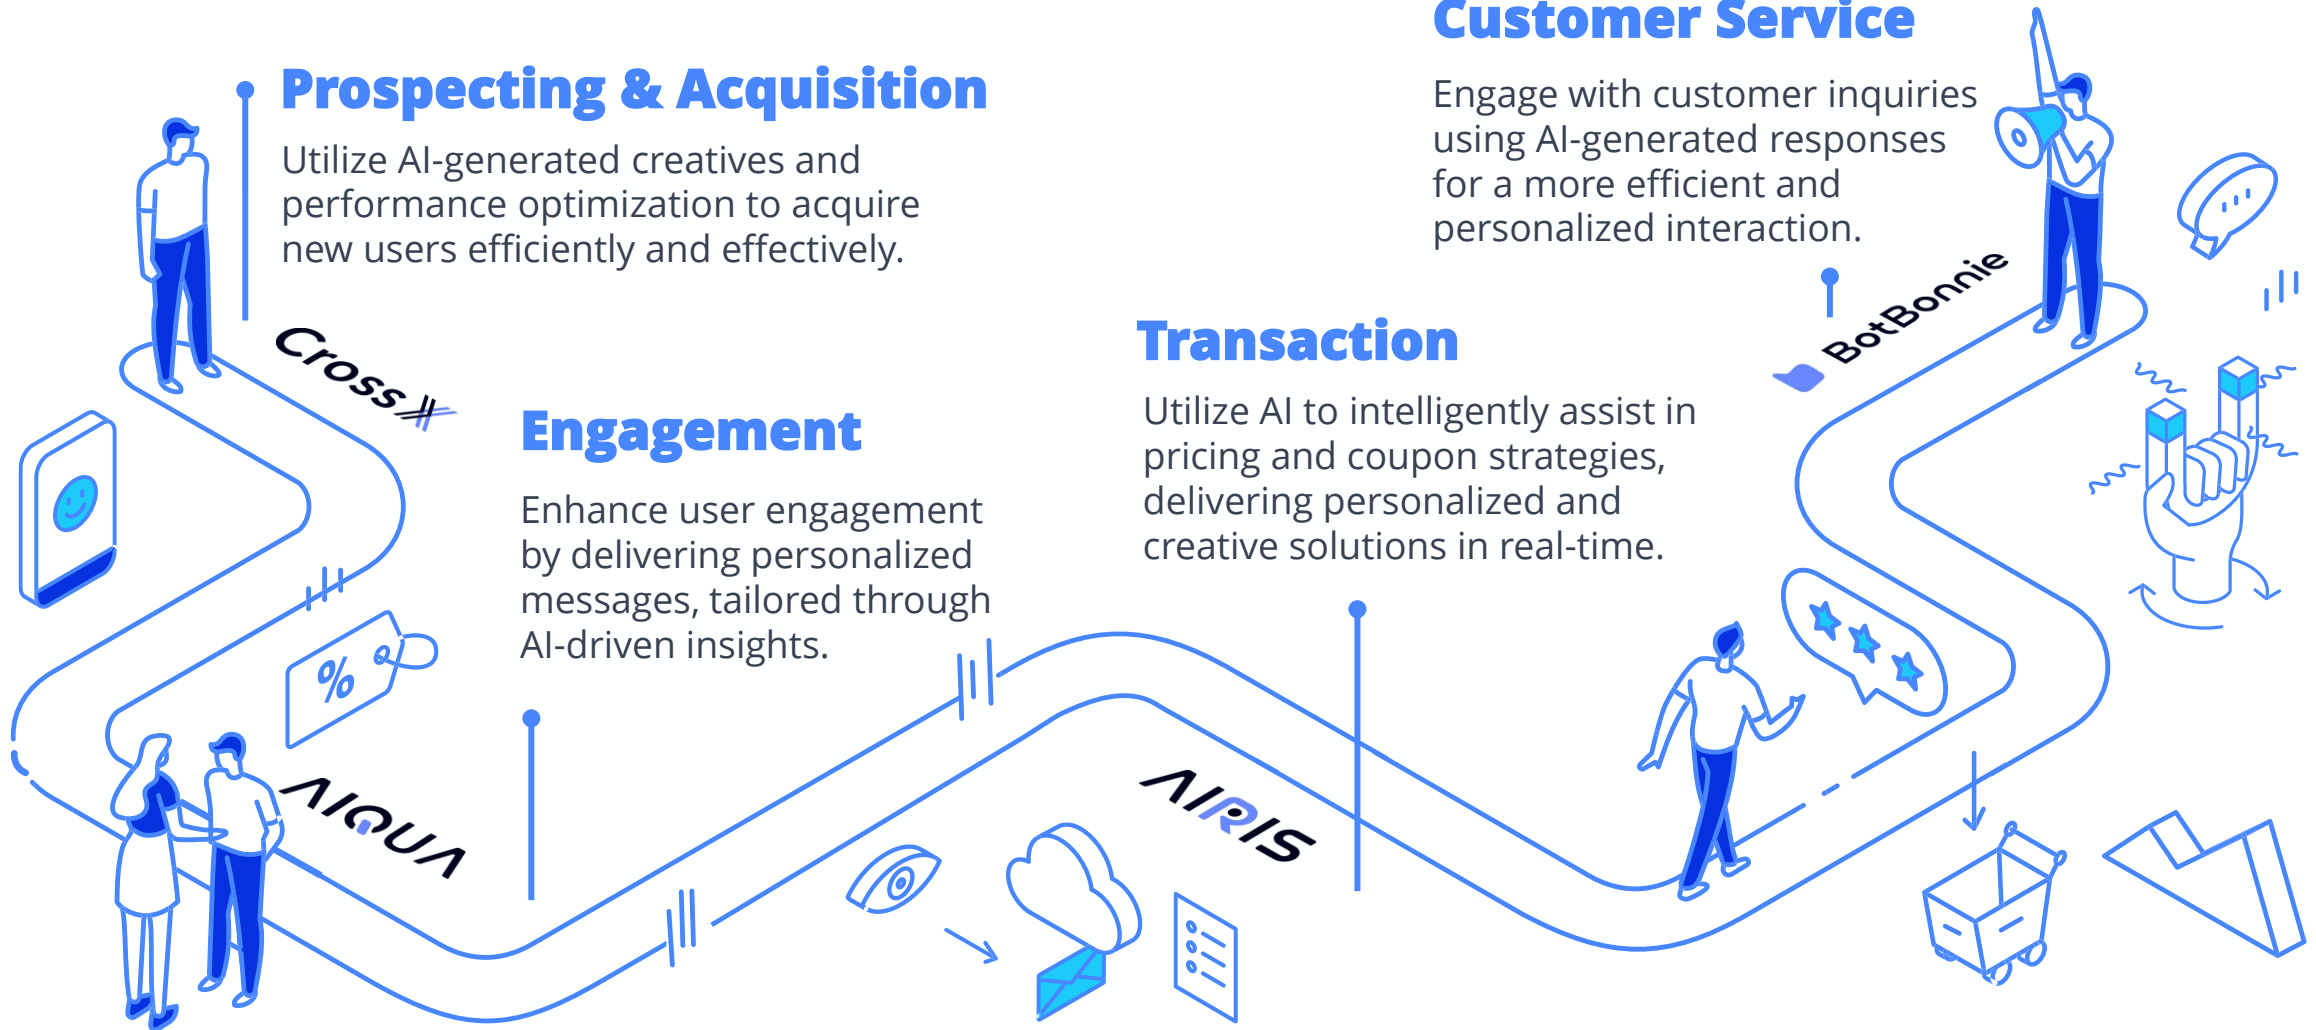 Prospecting & Acquisition
Utilize AI-generated creatives and
performance optimization to acquire
new users efficiently and effectively.
Cross X
Engagement
Enhance user engagement
by delivering personalized
messages, tailored through
AI-driven insights.
%
AIQUA
Transaction
Utilize AI to intelligently assist in
pricing and coupon strategies,
delivering personalized and
creative solutions in real-time.
AIRIS
Customer Service
Engage with customer inquiries
using AI-generated responses
for a more efficient and
personalized interaction.
BotBonnie